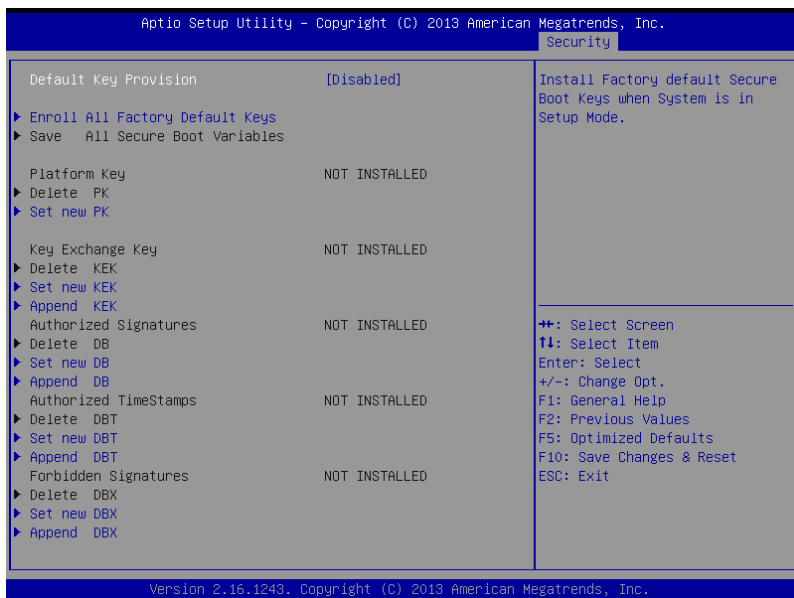 Aptio Setup Utility – Copyright (C) 2013 American Megatrends, Inc.
Security
Default Key Provision [Disabled]
Enroll All Factory Default Keys
Save All Secure Boot Variables
Platform Key NOT INSTALLED
Delete PK
Set new PK
Key Exchange Key NOT INSTALLED
Delete KEK
Set new KEK
Append KEK
Authorized Signatures NOT INSTALLED
Delete DB
Set new DB
Append DB
Authorized TimeStamps NOT INSTALLED
Delete DBT
Set new DBT
Append DBT
Forbidden Signatures NOT INSTALLED
Delete DBX
Set new DBX
Append DBX
Install Factory default Secure
Boot Keys when System is in
Setup Mode.
→←: Select Screen
↑↓: Select Item
Enter: Select
+/-: Change Opt.
F1: General Help
F2: Previous Values
F5: Optimized Defaults
F10: Save Changes & Reset
ESC: Exit
Version 2.16.1243. Copyright (C) 2013 American Megatrends, Inc.